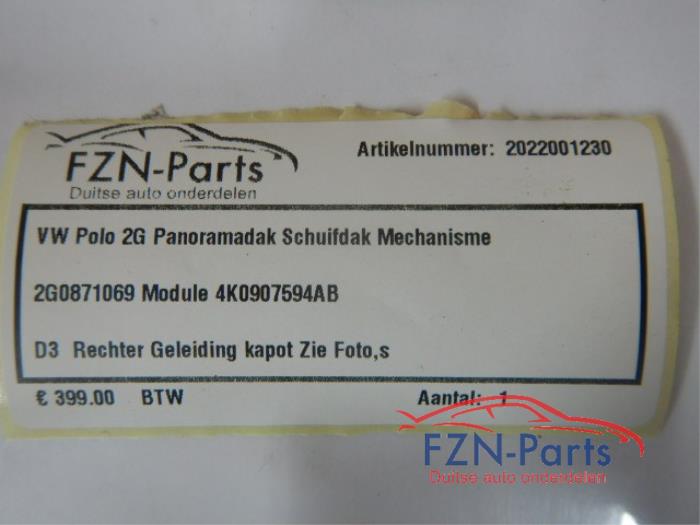 FZN-Parts
Duitse auto onderdelen
Artikelnummer: 2022001230
VW Polo 2G Panoramadak Schuifdak Mechanisme
2G0871069 Module 4K0907594AB
D3 Rechter Geleiding kapot Zie Foto,s
€ 399.00 BTW
Aantal: 1
FZN-Parts
Duitse auto onderdelen